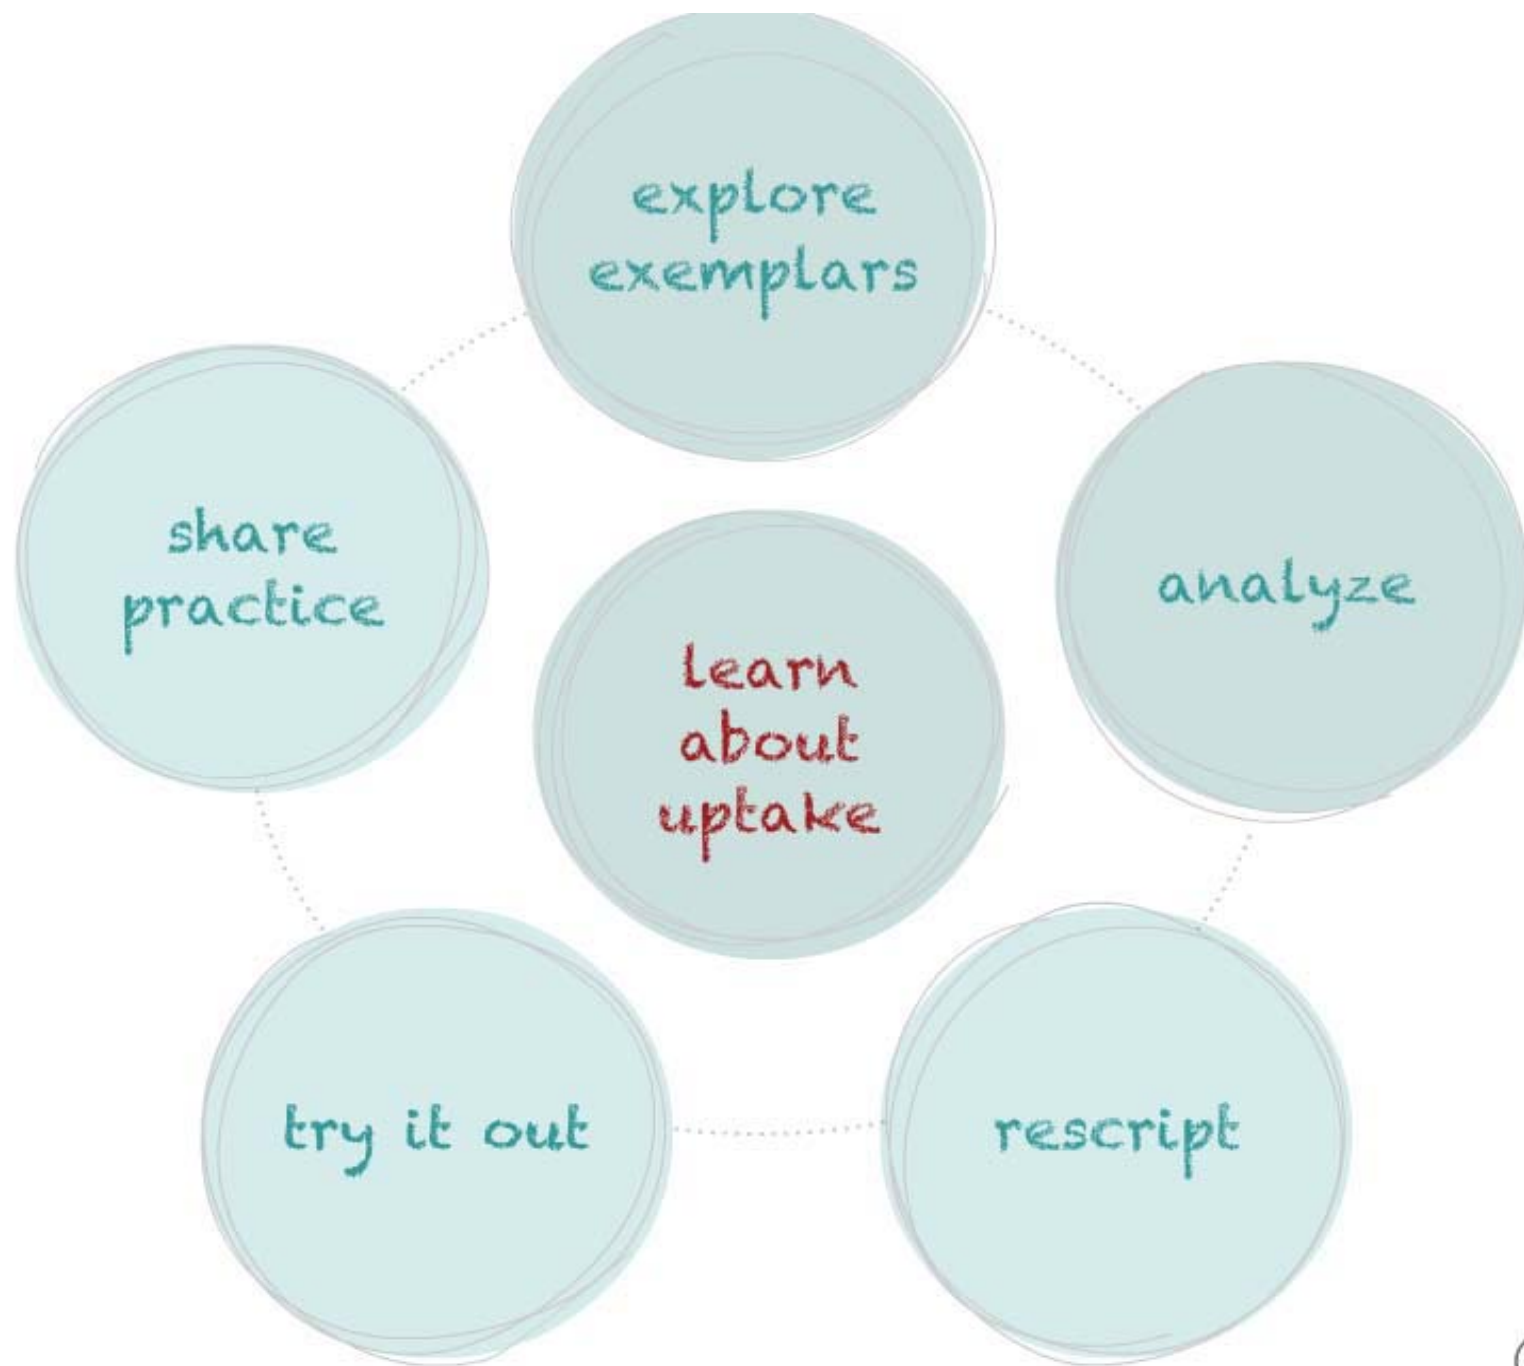 explore
exemplars
share
practice
analyze
learn
about
uptake
try it out
rescript